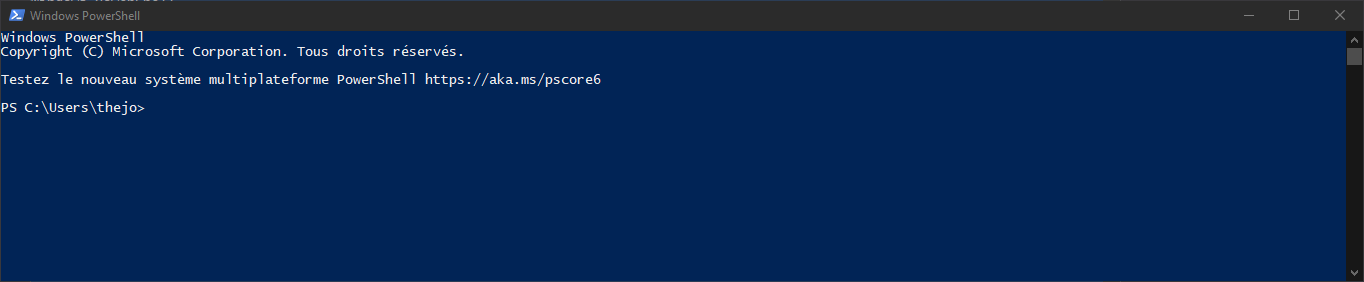 Windows PowerShell
Windows PowerShell
Copyright (C) Microsoft Corporation. Tous droits réservés.
Testez le nouveau système multiplateforme PowerShell https://aka.ms/pscore6
PS C:\Users\thejo>